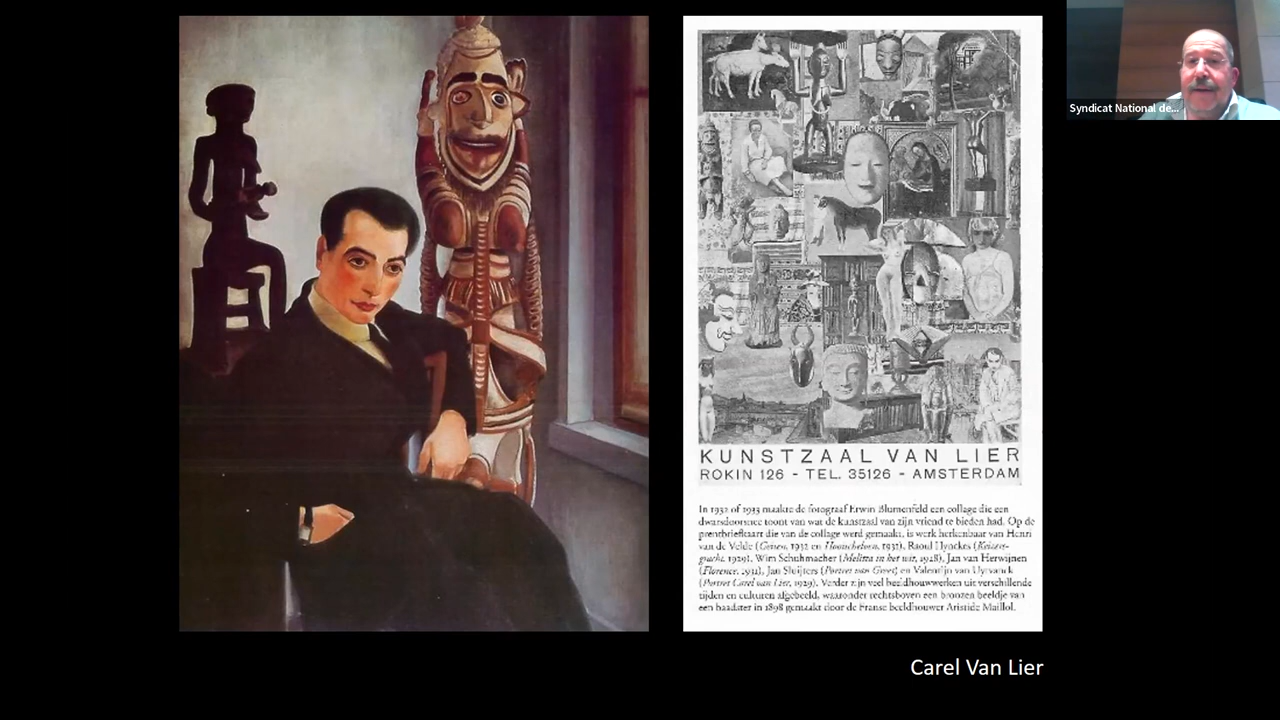 Syndicat National de...
KUNSTZAAL VAN LIER
ROKIN 126 - TEL. 35126 - AMSTERDAM
In 1932 of 1933 maakte de fotograaf Erwin Blumenfeld een collage die een
dwarsdoorsnee toont van wat de kunstzaal van zijn vriend te bieden had. Op de
prentbriefkaart die van de collage werd gemaakt, is werk herkenbaar van Henri
van de Velde (Geiten, 1932 en 1931), Raoul Hynckes (Keizers-
gracht, 1929), Wim Schuhmacher (Melitta in het wit, 1928), Jan van Herwijnen
(Florence, 1931), Jan Sluijters (Portret van Greet) en Valentijn van Uytvanck
(Portret Carel van Lier, 1929). Verder zijn veel beeldhouwwerken uit verschillende
tijden en culturen afgebeeld, waaronder rechtsboven een bronzen beeldje van
een baadster in 1898 gemaakt door de Franse beeldhouwer Aristide Maillol.
Carel Van Lier